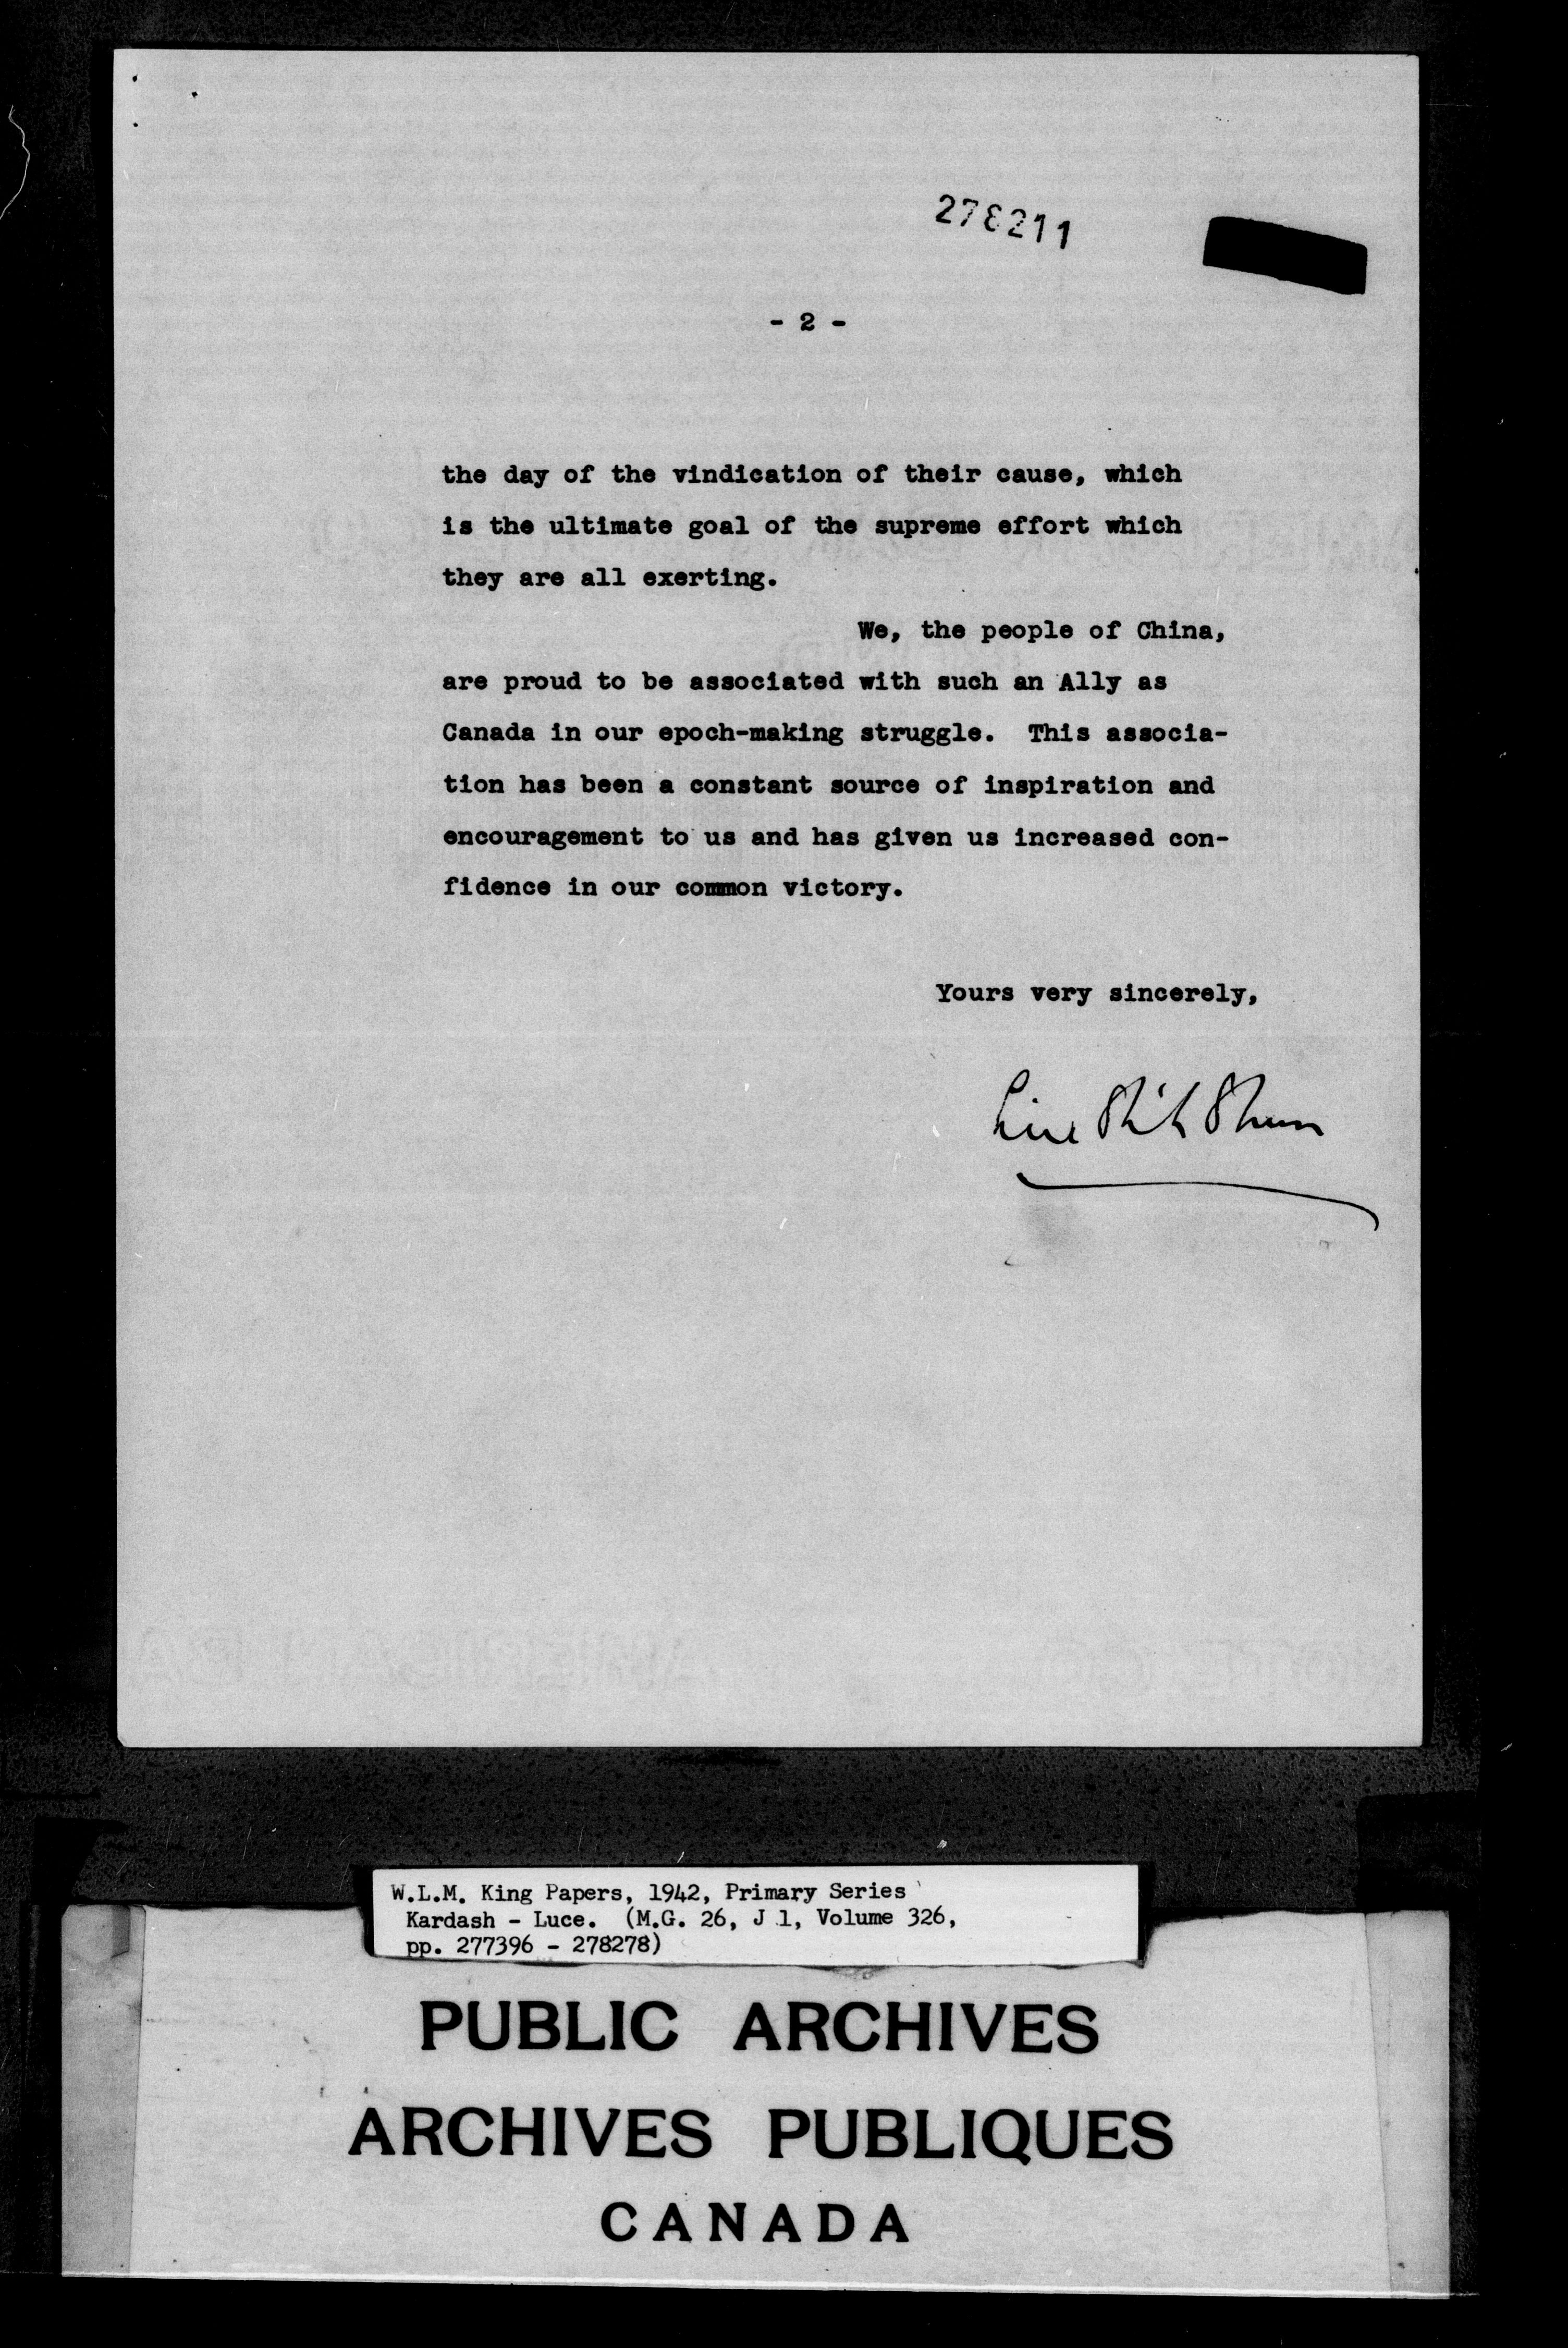 278211
- 2 -
the day of the vindication of their cause, which
is the ultimate goal of the supreme effort which
they are all exerting.
We, the people of China,
are proud to be associated with such an Ally as
Canada in our epoch-making struggle. This associa-
tion has been a constant source of inspiration and
encouragement to us and has given us increased con-
fidence in our common victory.
Yours very sincerely,
Liu Shih Shun
W.L.M. King Papers, 1942, Primary Series
Kardash - Luce. (M.G. 26, J 1, Volume 326,
pp. 277396 - 278278)
PUBLIC ARCHIVES
ARCHIVES PUBLIQUES
CANADA